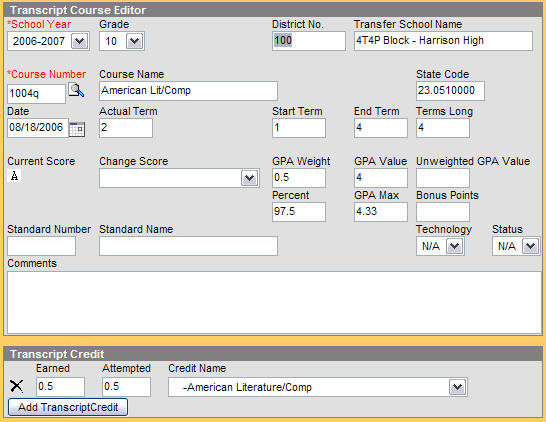 Transcript Course Editor
*School Year Grade District No. Transfer School Name
2006-2007 10 100 4T4P Block - Harrison High
*Course Number Course Name State Code
1004q American Lit/Comp 23.0510000
Date Actual Term Start Term End Term Terms Long
08/18/2006 2 1 4 4
Current Score Change Score GPA Weight GPA Value Unweighted GPA Value
A 0.5 4
Percent GPA Max Bonus Points
97.5 4.33
Standard Number Standard Name Technology Status
N/A N/A
Comments
Transcript Credit
Earned Attempted Credit Name
0.5 0.5 -American Literature/Comp
Add TranscriptCredit